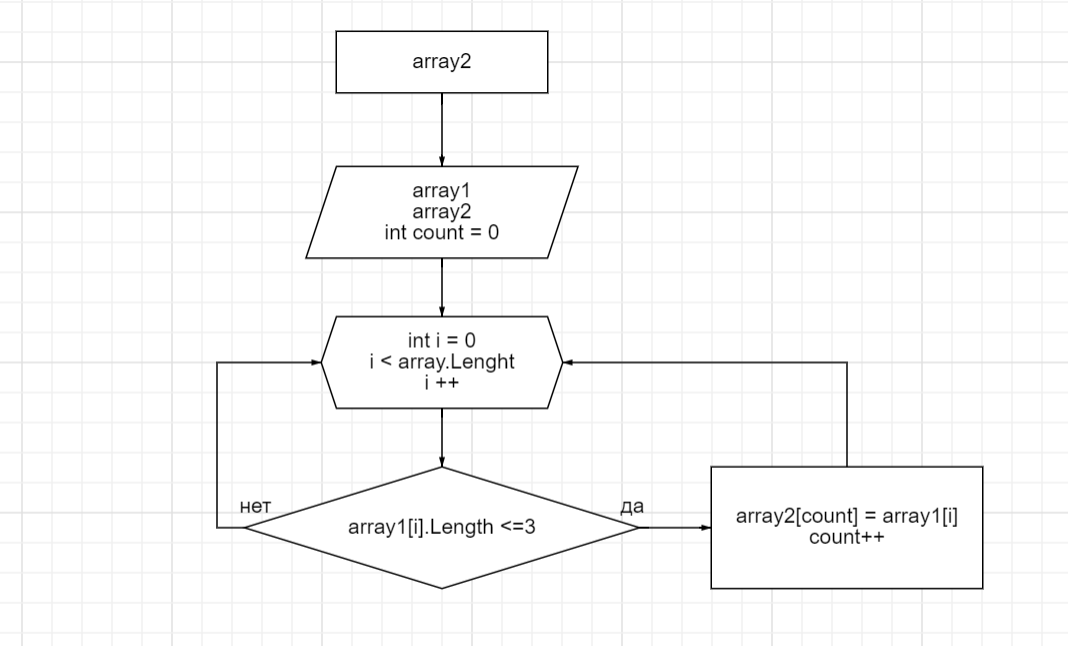 array2
array1
array2
int count = 0
int i = 0
i < array.Lenght
i ++
нет
да
array1[i].Length <=3
array2[count] = array1[i]
count++